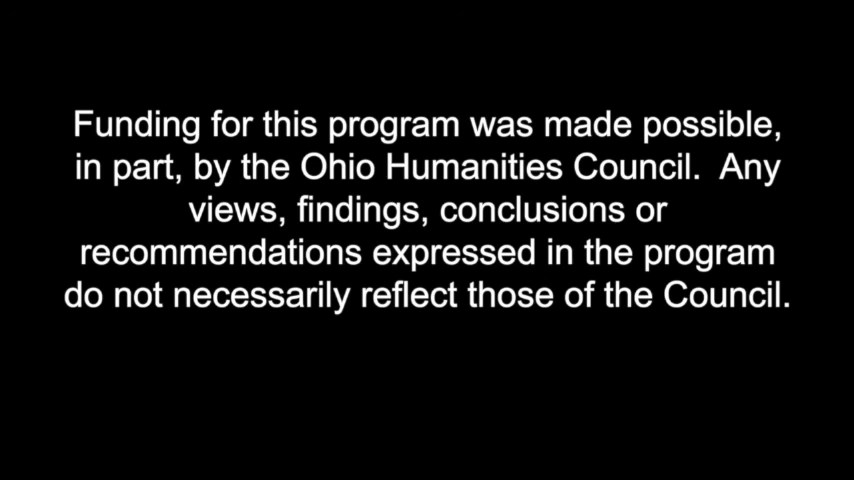 Funding for this program was made possible,
in part, by the Ohio Humanities Council.  Any
views, findings, conclusions or
recommendations expressed in the program
do not necessarily reflect those of the Council.